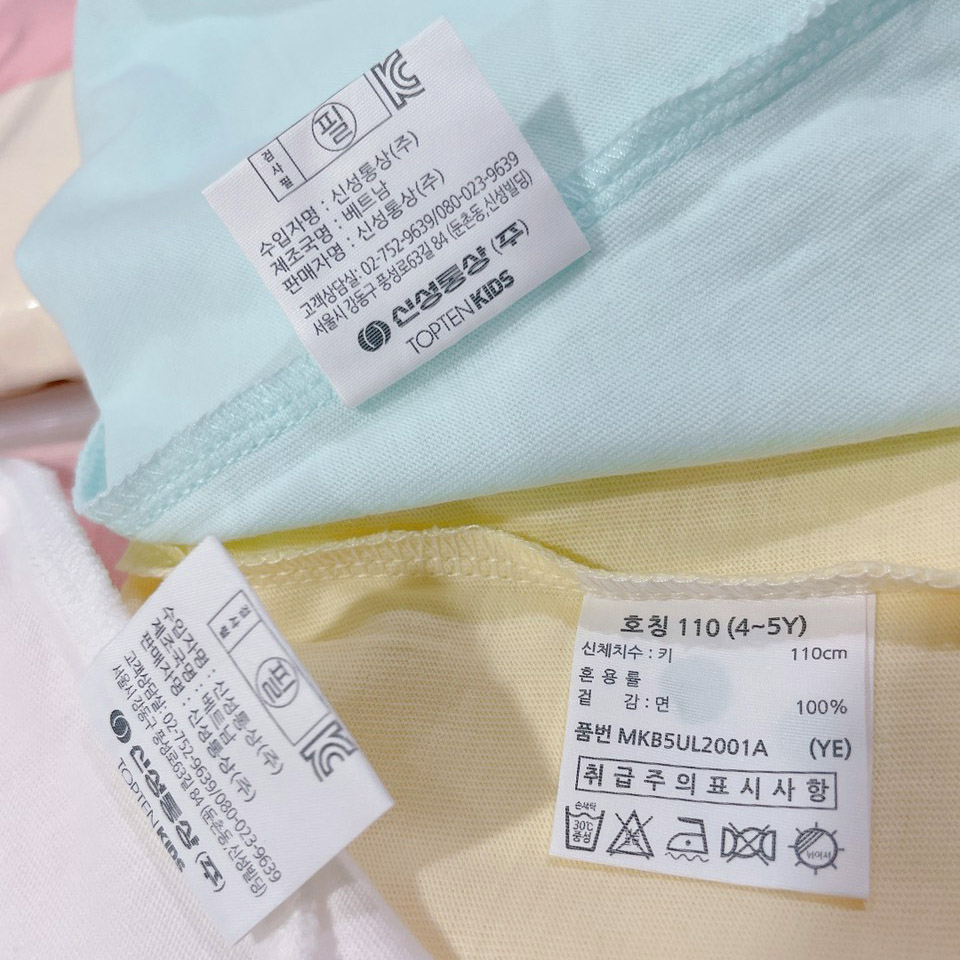 검사필
필
수입자명 : 신성통상(주)
제조국명 : 베트남
판매자명 : 신성통상(주)
고객상담실: 02-752-9639/080-023-9639
서울시 강동구 풍성로63길 84 (둔촌동,신성빌딩)
신성통상 (주)
TOPTEN KIDS
검사필
필
수입자명 : 신성통상(주)
제조국명 : 베트남
판매자명 : 신성통상(주)
고객상담실: 02-752-9639/080-023-9639
서울시 강동구 풍성로63길 84 (둔촌동,신성빌딩)
신성통상 (주)
TOPTEN KIDS
호칭 110 (4~5Y)
신체치수 : 키 110cm
혼 용 률
겉 감 : 면 100%
품번 MKB5UL2001A (YE)
취급주의표시사항
손세탁
30℃
중성
뉘어서